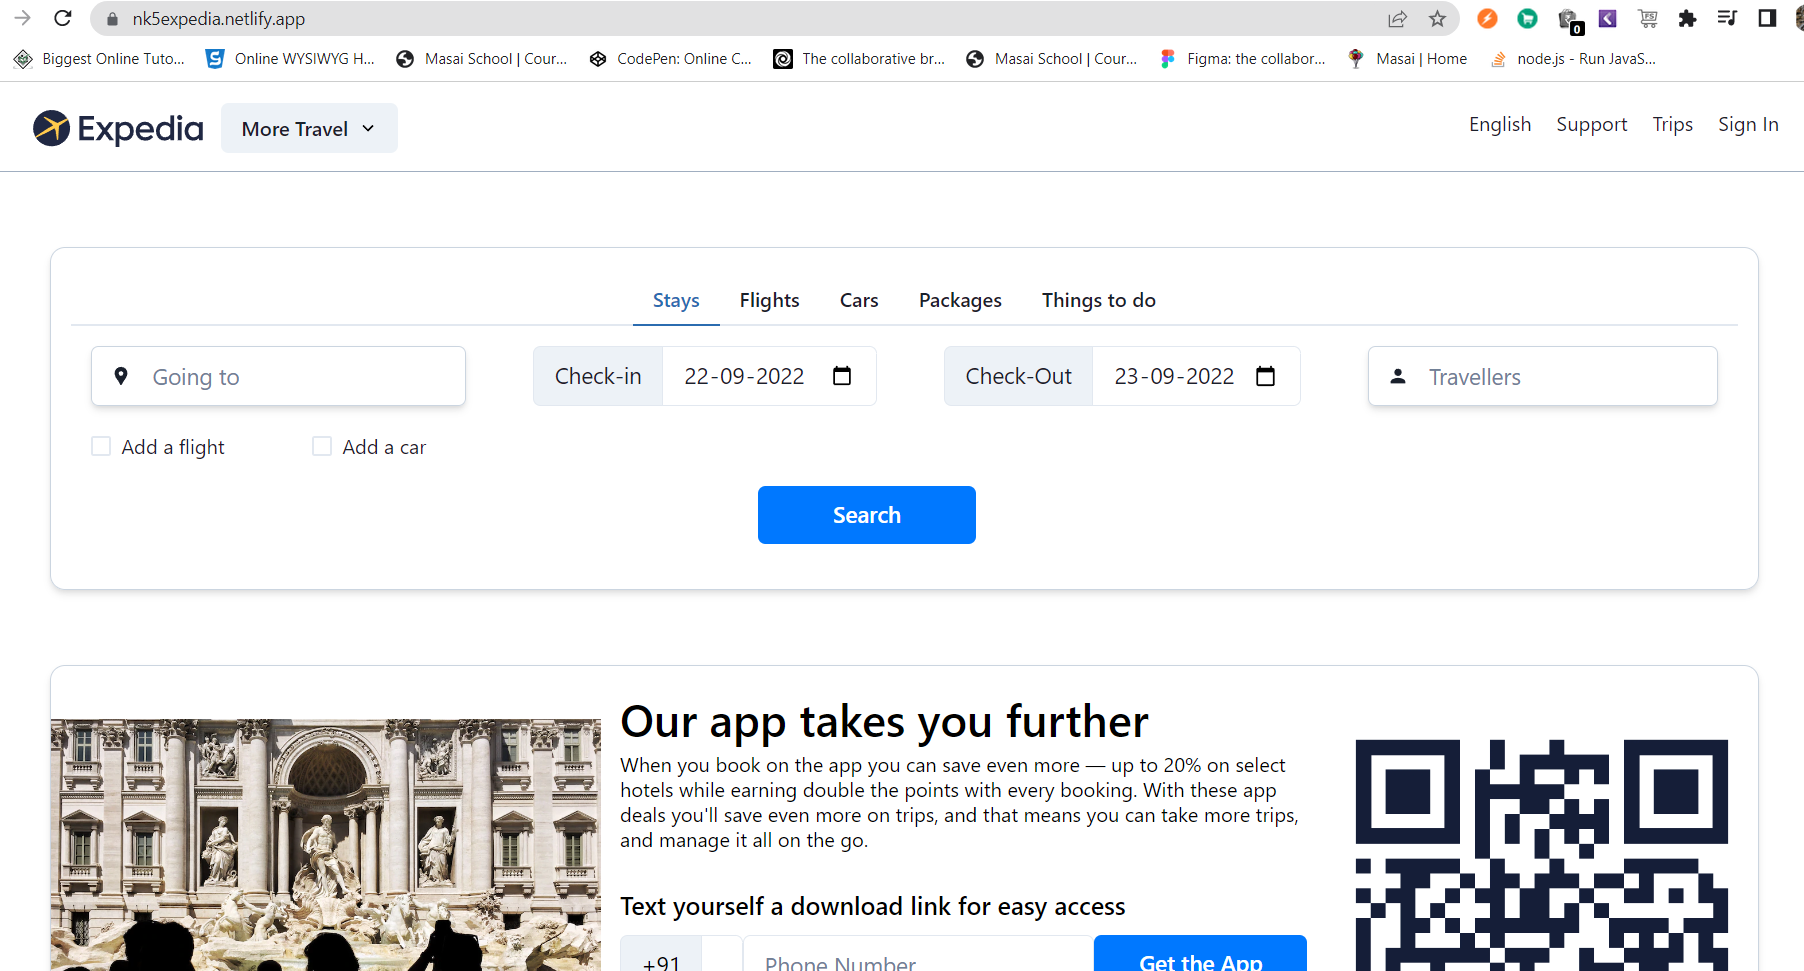 nk5expedia.netlify.app
0
Biggest Online Tuto... Online WYSIWYG H... Masai School | Cour... CodePen: Online C... The collaborative br... Masai School | Cour... Figma: the collabor... Masai | Home node.js - Run JavaS...
Expedia More Travel English Support Trips Sign In
Stays Flights Cars Packages Things to do
Going to Check-in 22-09-2022 Check-Out 23-09-2022 Travellers
Add a flight Add a car
Search
Our app takes you further
When you book on the app you can save even more — up to 20% on select
hotels while earning double the points with every booking. With these app
deals you'll save even more on trips, and that means you can take more trips,
and manage it all on the go.
Text yourself a download link for easy access
+91 Phone Number Get the App